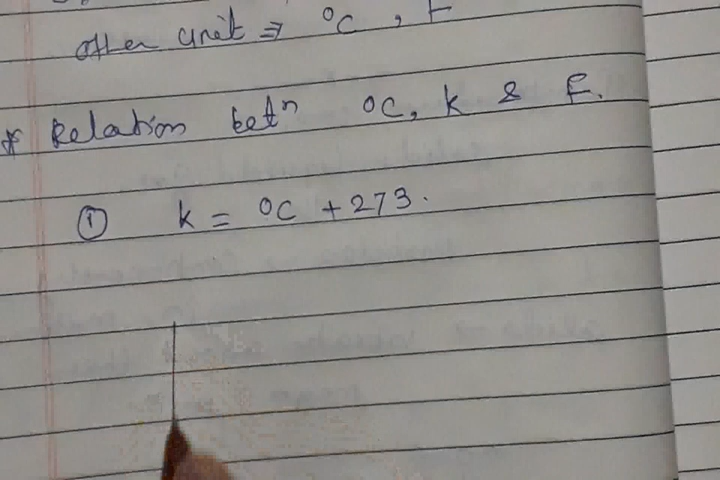 other unit ⇒ °C , F
* Relation betⁿ °C, k & F.
① k = °C + 273.